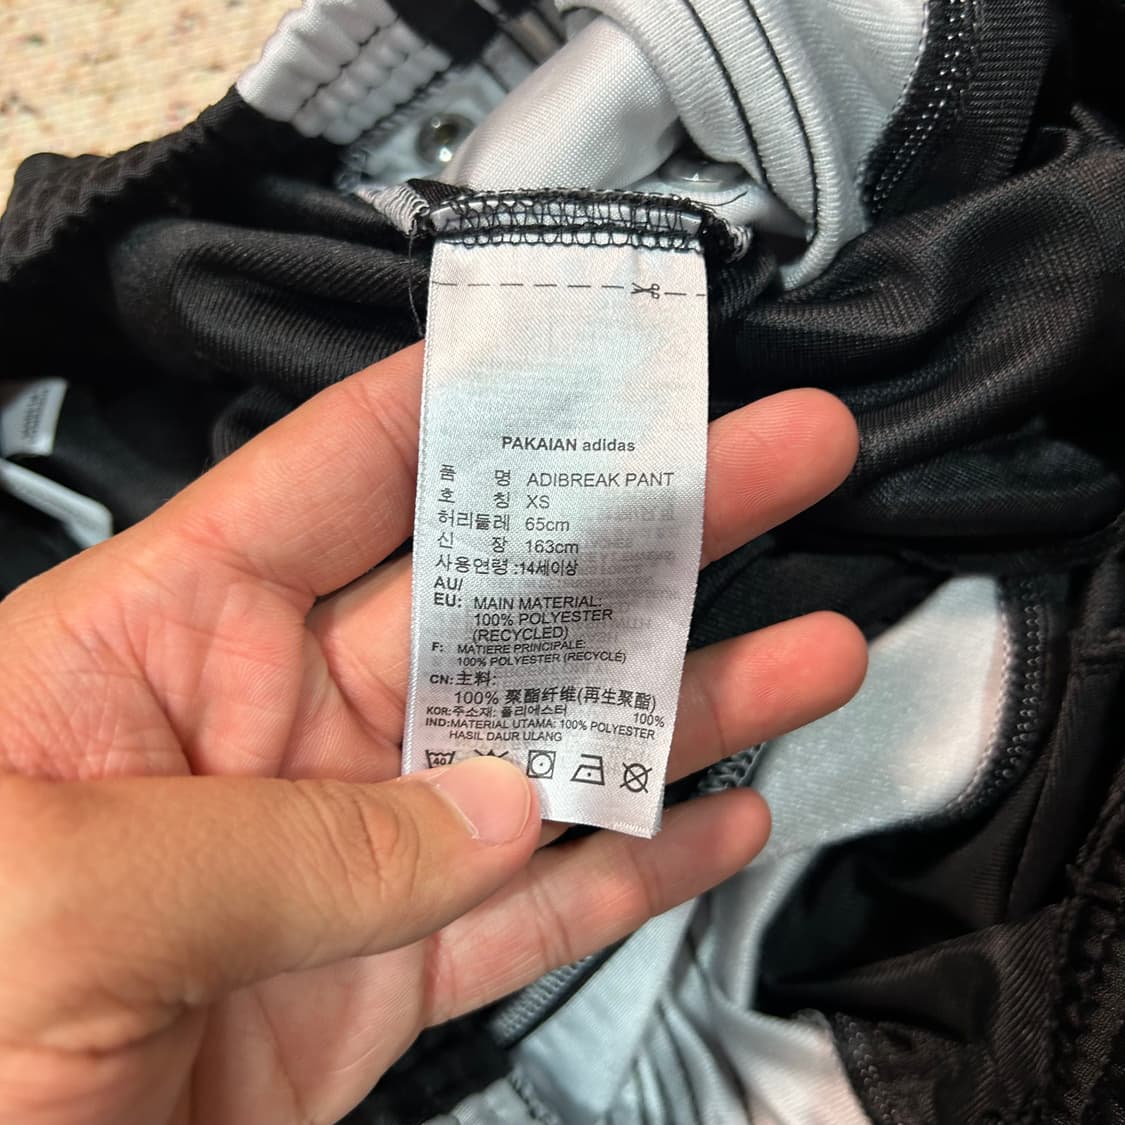 PAKAIAN adidas
품 명 ADIBREAK PANT
호 칭 XS
허리둘레 65cm
신 장 163cm
사용연령 :14세이상
AU/
EU: MAIN MATERIAL:
100% POLYESTER
(RECYCLED)
F: MATIERE PRINCIPALE:
100% POLYESTER (RECYCLÉ)
CN: 主料:
100% 聚酯纤维(再生聚酯)
KOR:주소재: 폴리에스터 100%
IND:MATERIAL UTAMA: 100% POLYESTER
HASIL DAUR ULANG
40